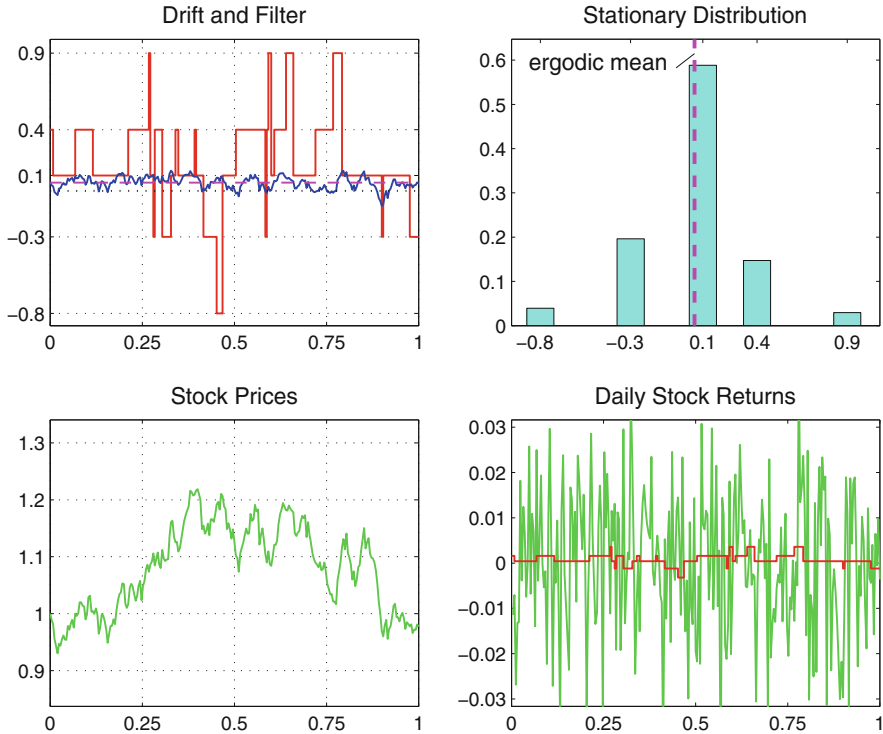 Drift and Filter
0.9
0.4
0.1
−0.3
−0.8
0 0.25 0.5 0.75 1
Stationary Distribution
ergodic mean
0.6
0.5
0.4
0.3
0.2
0.1
0
−0.8 −0.3 0.1 0.4 0.9
Stock Prices
1.3
1.2
1.1
1
0.9
0 0.25 0.5 0.75 1
Daily Stock Returns
0.03
0.02
0.01
0
−0.01
−0.02
−0.03
0 0.25 0.5 0.75 1